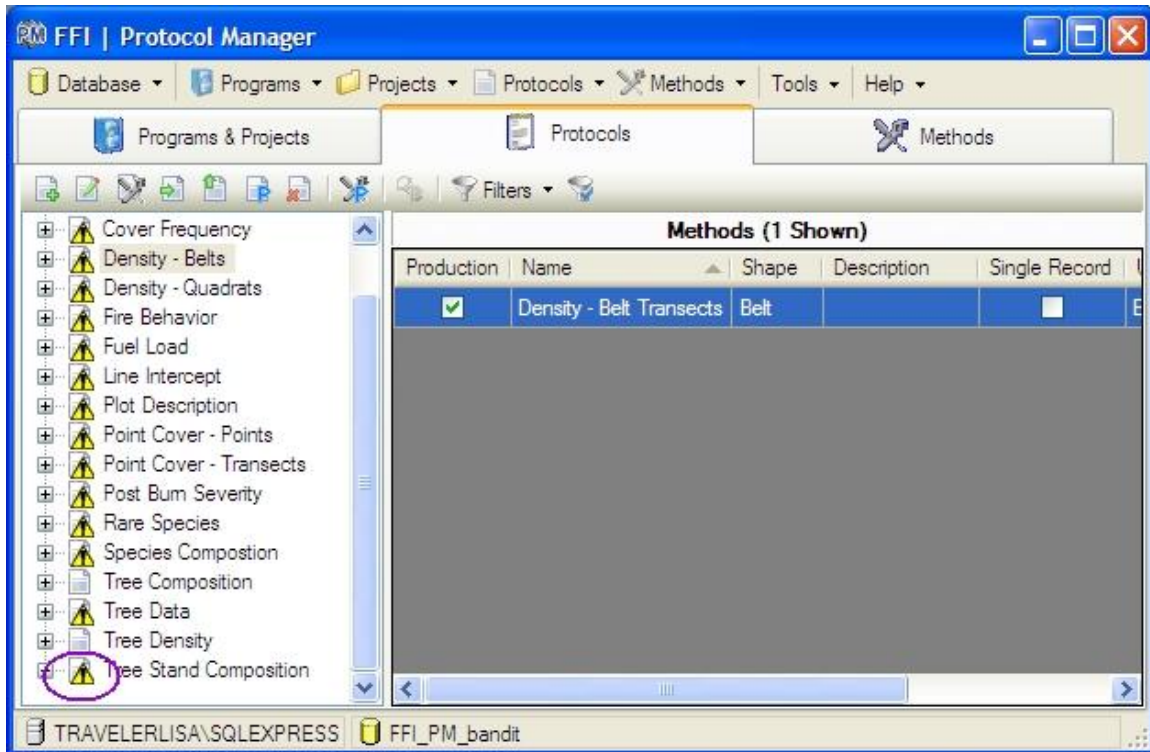 FFI | Protocol Manager
Database Programs Projects Protocols Methods Tools Help
Programs & Projects Protocols Methods
Filters
Cover Frequency
Density - Belts
Density - Quadrats
Fire Behavior
Fuel Load
Line Intercept
Plot Description
Point Cover - Points
Point Cover - Transects
Post Burn Severity
Rare Species
Species Compostion
Tree Composition
Tree Data
Tree Density
Tree Stand Composition
Methods (1 Shown)
Production Name Shape Description Single Record
Density - Belt Transects Belt
TRAVELERLISA\SQLEXPRESS FFI_PM_bandit